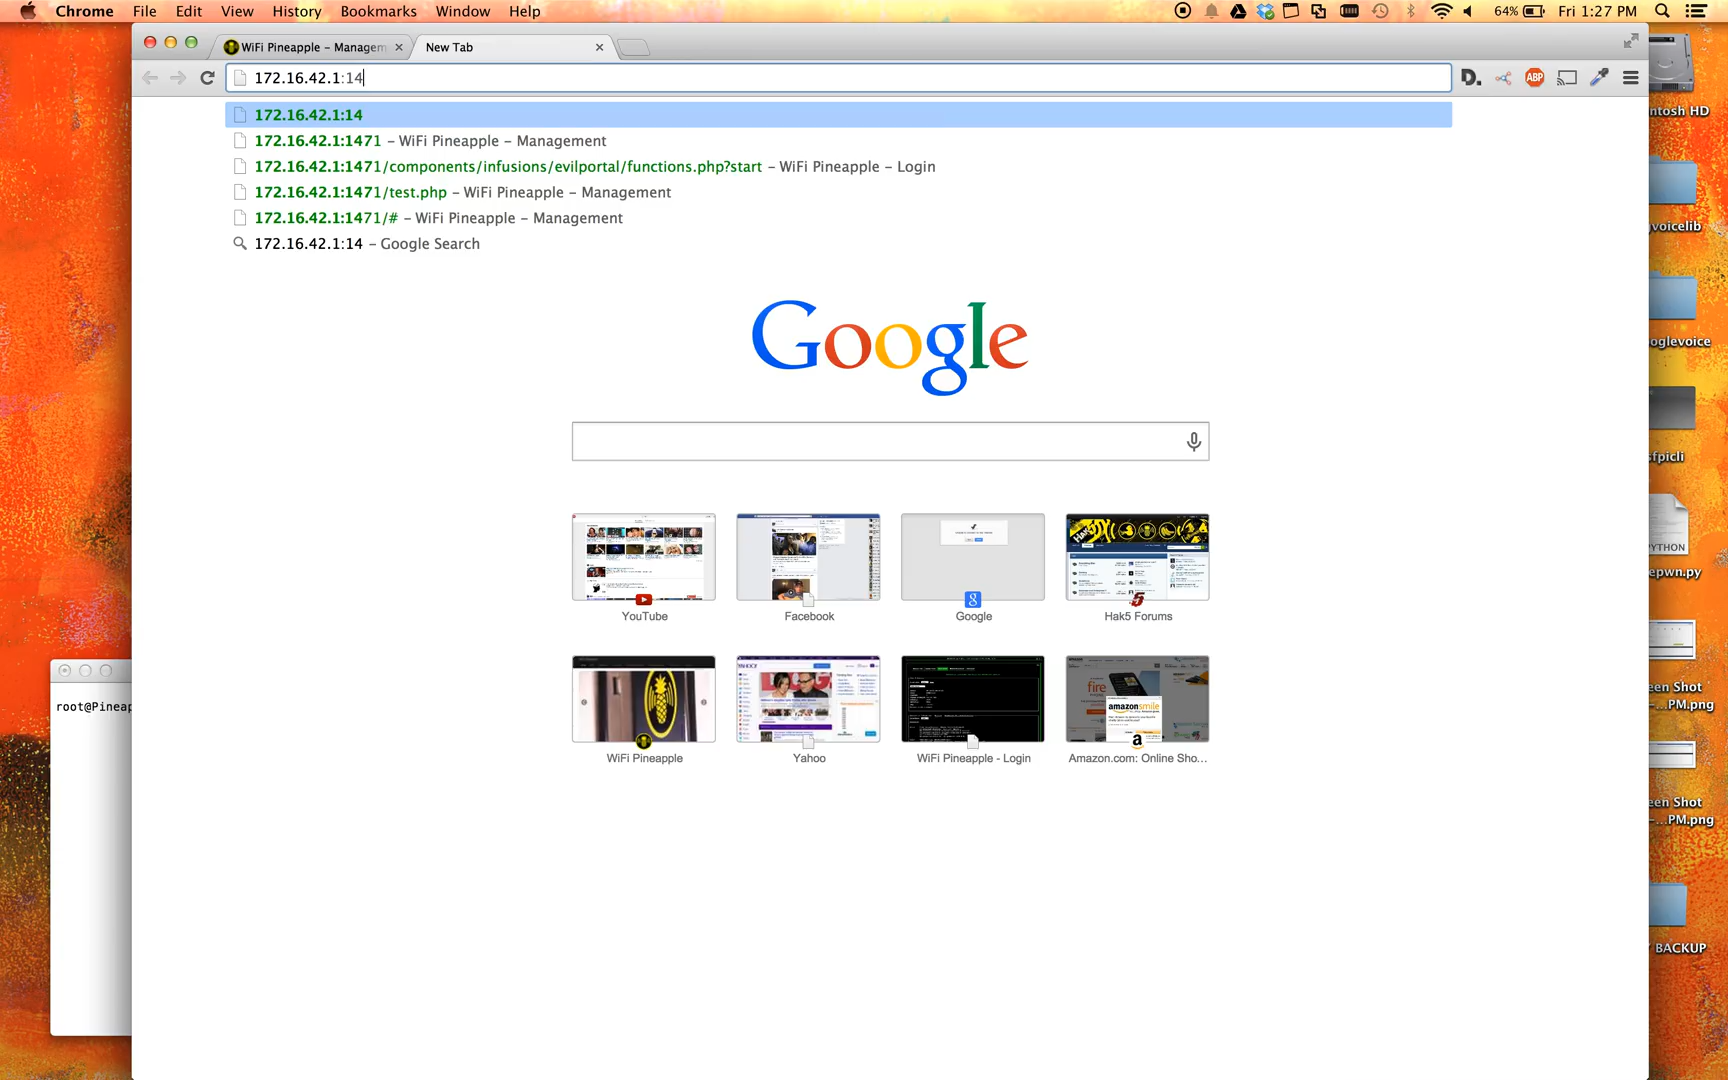 Chrome File Edit View History Bookmarks Window Help 64% Fri 1:27 PM
WiFi Pineapple – Managem New Tab
172.16.42.1:14
D. ABP
172.16.42.1:14
172.16.42.1:1471 – WiFi Pineapple – Management
172.16.42.1:1471/components/infusions/evilportal/functions.php?start – WiFi Pineapple – Login
172.16.42.1:1471/test.php – WiFi Pineapple – Management
172.16.42.1:1471/# – WiFi Pineapple – Management
172.16.42.1:14 – Google Search
Google
YouTube Facebook Google Hak5 Forums
WiFi Pineapple Yahoo WiFi Pineapple - Login Amazon.com: Online Sho...
amazonsmile
root@Pineap
ntosh HD
voicelib
oglevoice
sfpicli
PYTHON
epwn.py
een Shot
–...PM.png
een Shot
–...PM.png
BACKUP